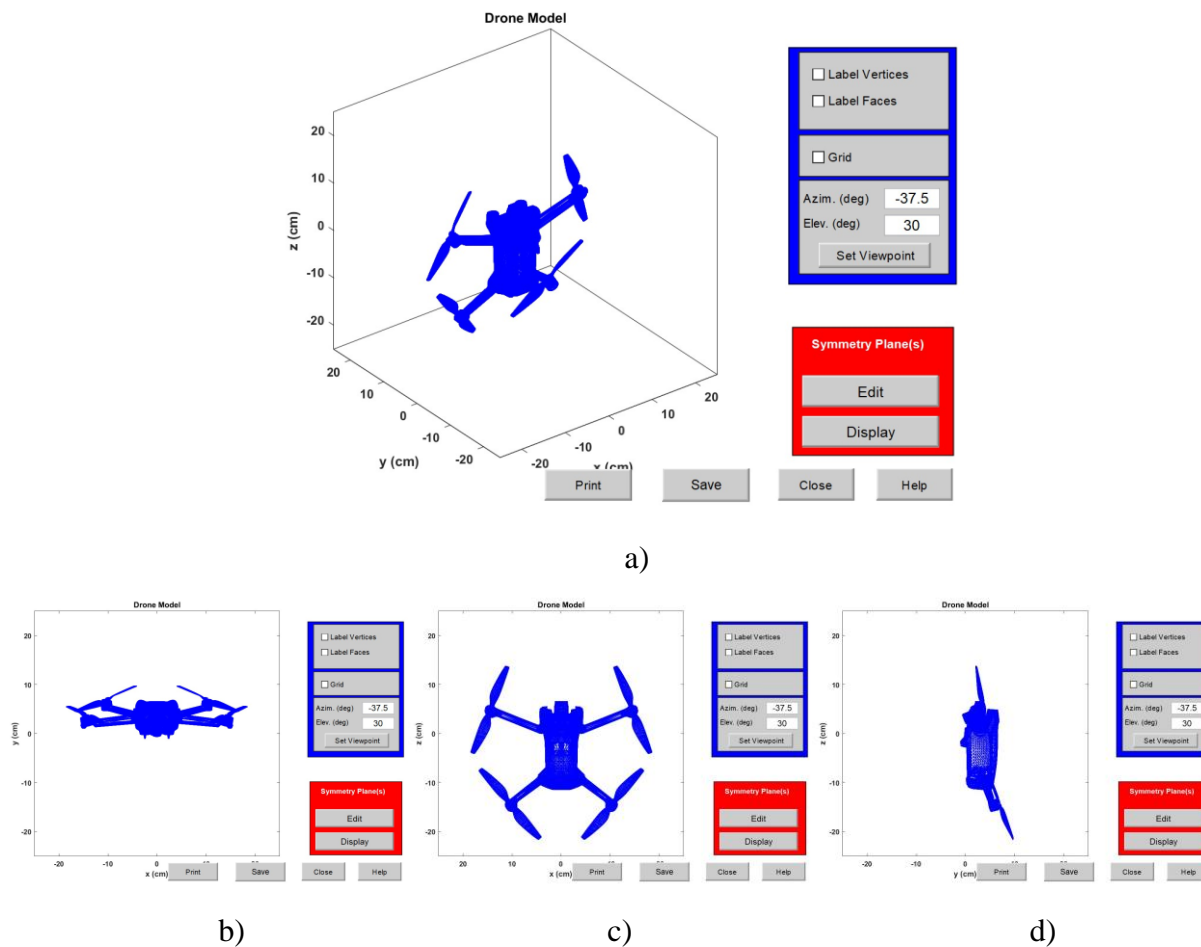 Drone Model
Label Vertices
Label Faces
Grid
Azim. (deg) -37.5
Elev. (deg) 30
Set Viewpoint
z (cm)
20
10
0
-10
-20
20
10
0
-10
-20
y (cm)
-20
-10
0
10
20
x (cm)
Symmetry Plane(s)
Edit
Display
Print Save Close Help
a)
Drone Model
y (cm)
20
10
0
-10
-20
-20 -10 0 10
x (cm)
Label Vertices
Label Faces
Grid
Azim. (deg) -37.5
Elev. (deg) 30
Set Viewpoint
Symmetry Plane(s)
Edit
Display
Print Save Close Help
b)
Drone Model
z (cm)
20
10
0
-10
-20
-20 -10 0 10
x (cm)
Label Vertices
Label Faces
Grid
Azim. (deg) -37.5
Elev. (deg) 30
Set Viewpoint
Symmetry Plane(s)
Edit
Display
Print Save Close Help
c)
Drone Model
z (cm)
20
10
0
-10
-20
-20 -10 0 10
y (cm)
Label Vertices
Label Faces
Grid
Azim. (deg) -37.5
Elev. (deg) 30
Set Viewpoint
Symmetry Plane(s)
Edit
Display
Print Save Close Help
d)